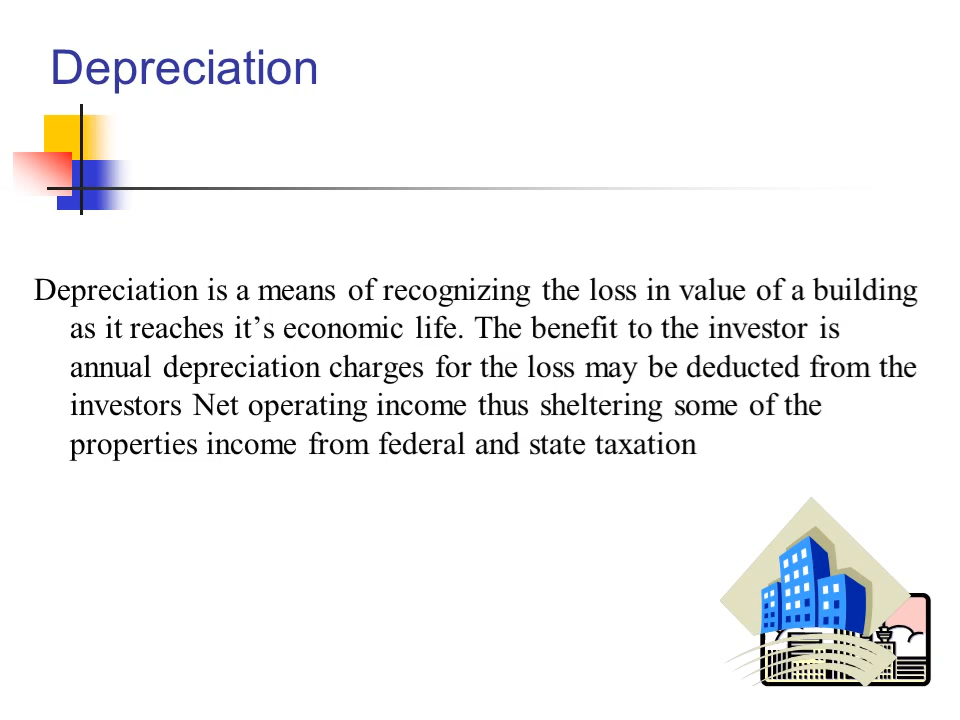 Depreciation
Depreciation is a means of recognizing the loss in value of a building
as it reaches it’s economic life. The benefit to the investor is
annual depreciation charges for the loss may be deducted from the
investors Net operating income thus sheltering some of the
properties income from federal and state taxation